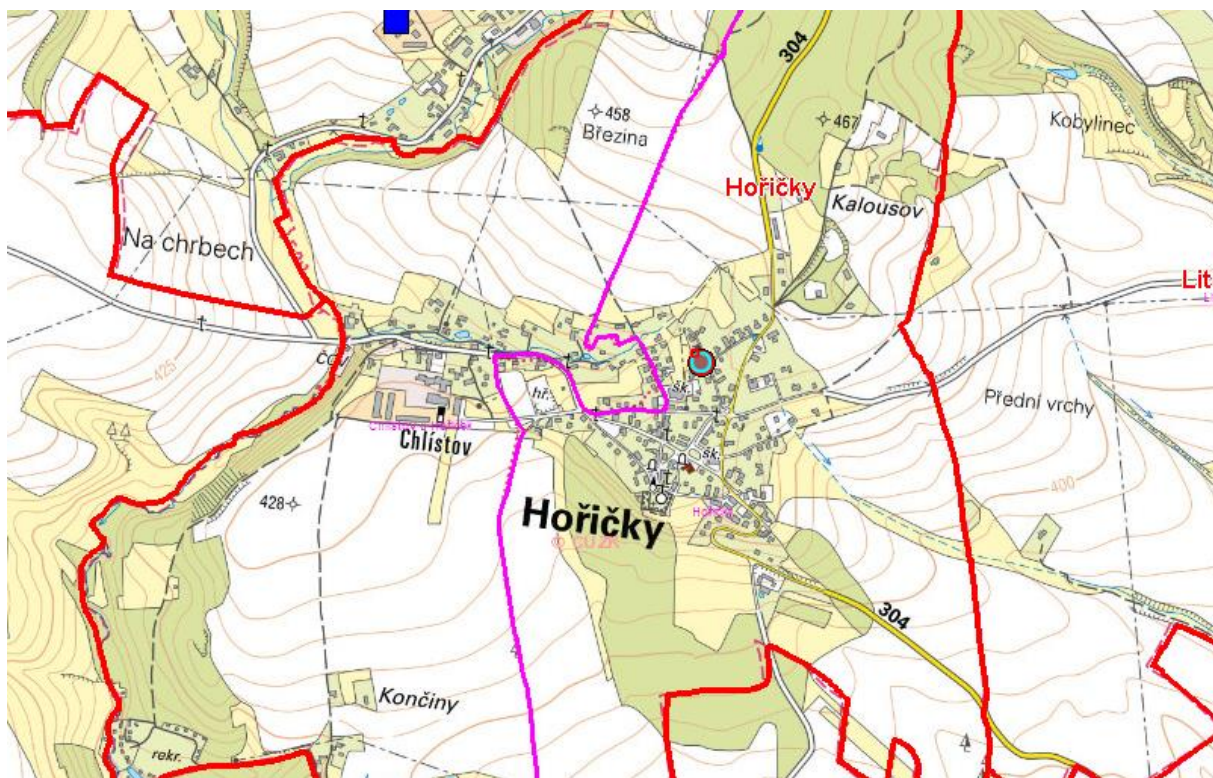 304
458
Březina
467
Kobylinec
Hořičky
Kalousov
Na chrbech
Lit
ČOV
425
hř.
šk.
Přední vrchy
Chlístov
šk.
428
400
Hořičky
© ČÚZK
304
Končiny
rekr.